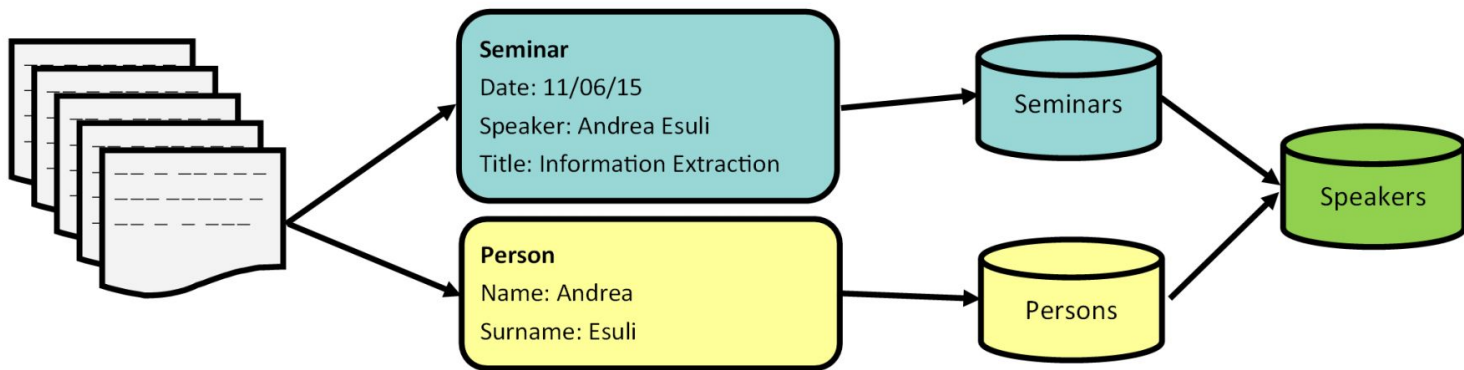 Seminar
Date: 11/06/15
Speaker: Andrea Esuli
Title: Information Extraction
Person
Name: Andrea
Surname: Esuli
Seminars
Persons
Speakers